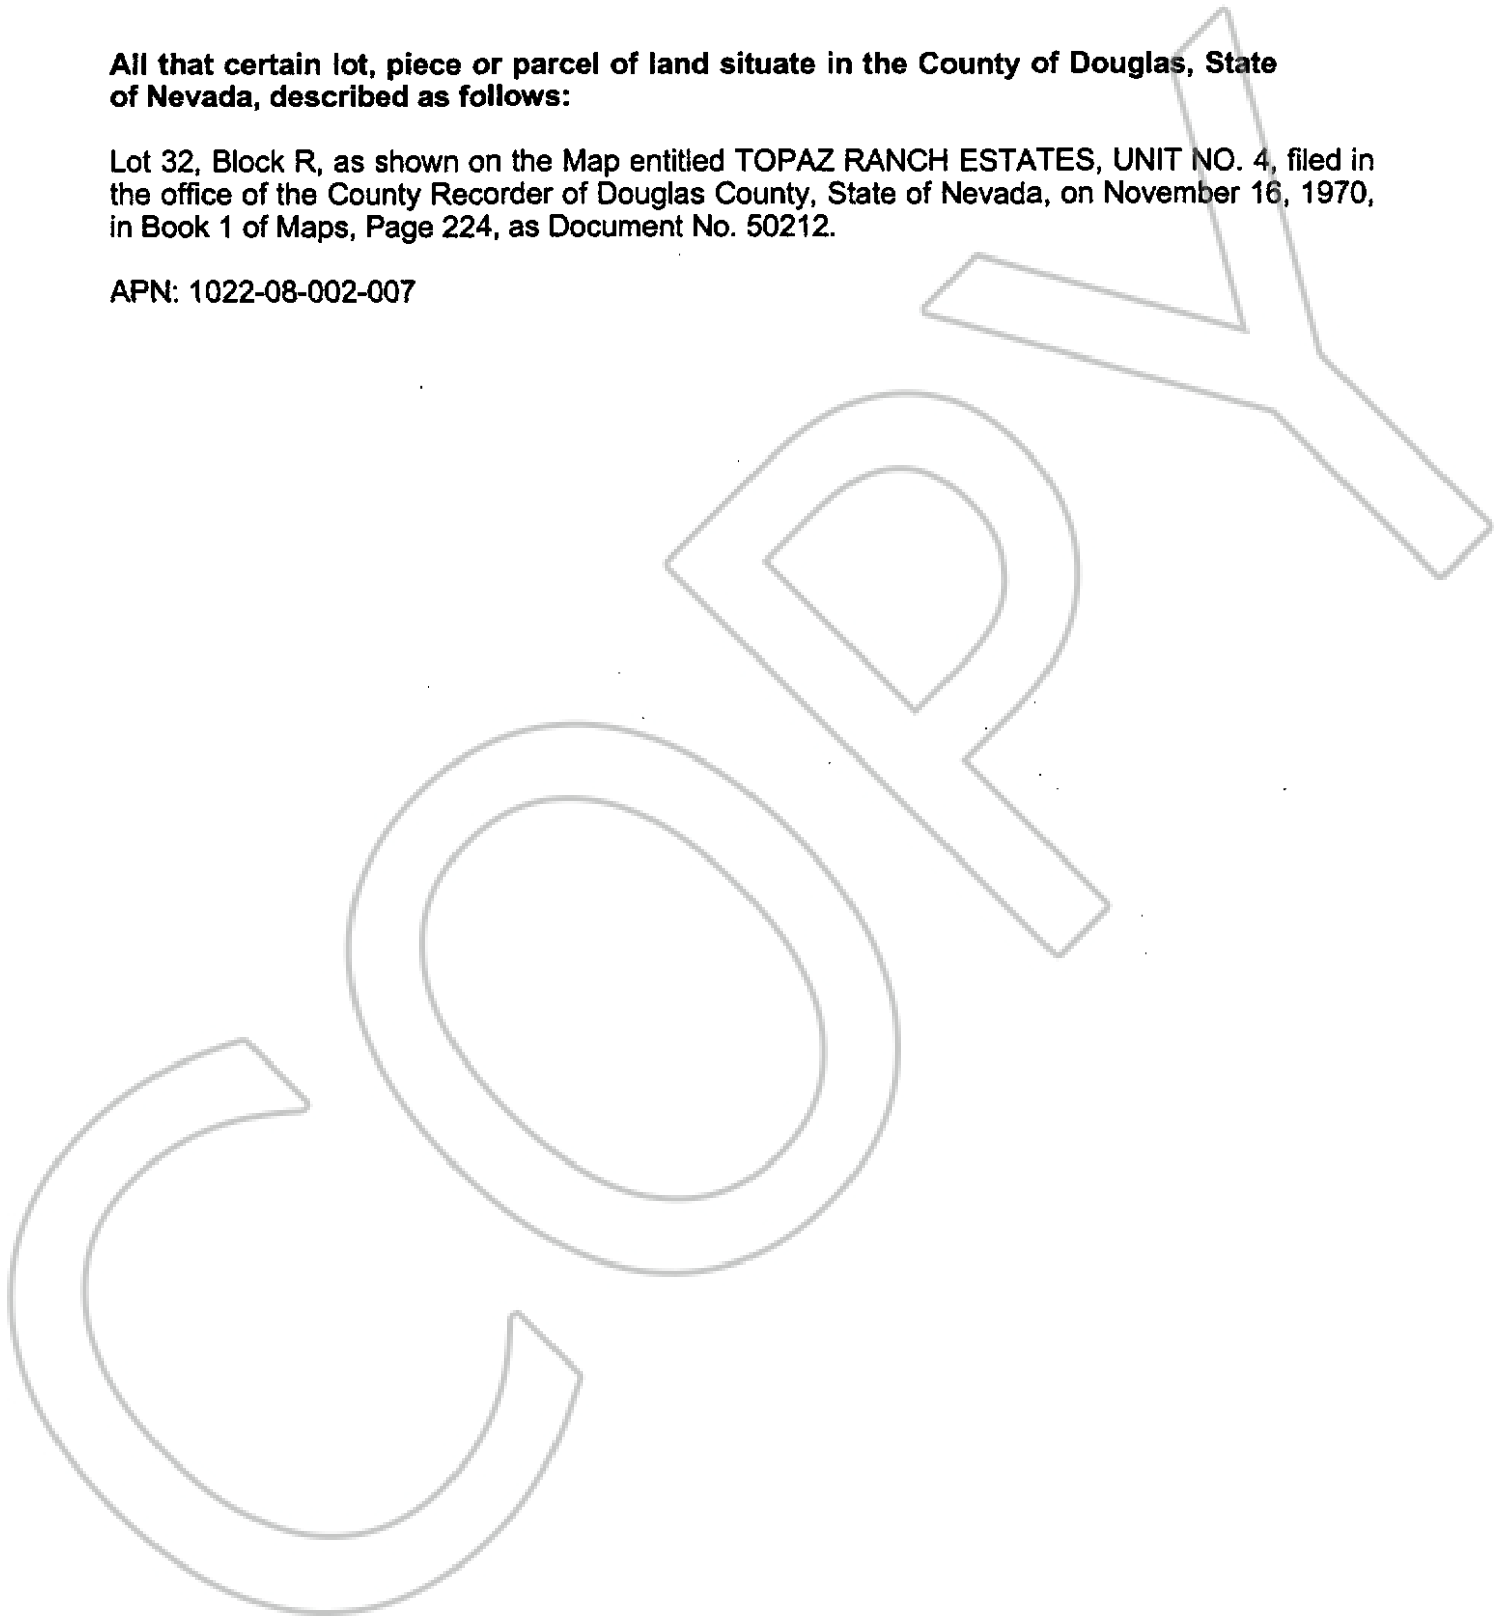 All that certain lot, piece or parcel of land situate in the County of Douglas, State
of Nevada, described as follows:
Lot 32, Block R, as shown on the Map entitled TOPAZ RANCH ESTATES, UNIT NO. 4, filed in
the office of the County Recorder of Douglas County, State of Nevada, on November 16, 1970,
in Book 1 of Maps, Page 224, as Document No. 50212.
APN: 1022-08-002-007
COPY